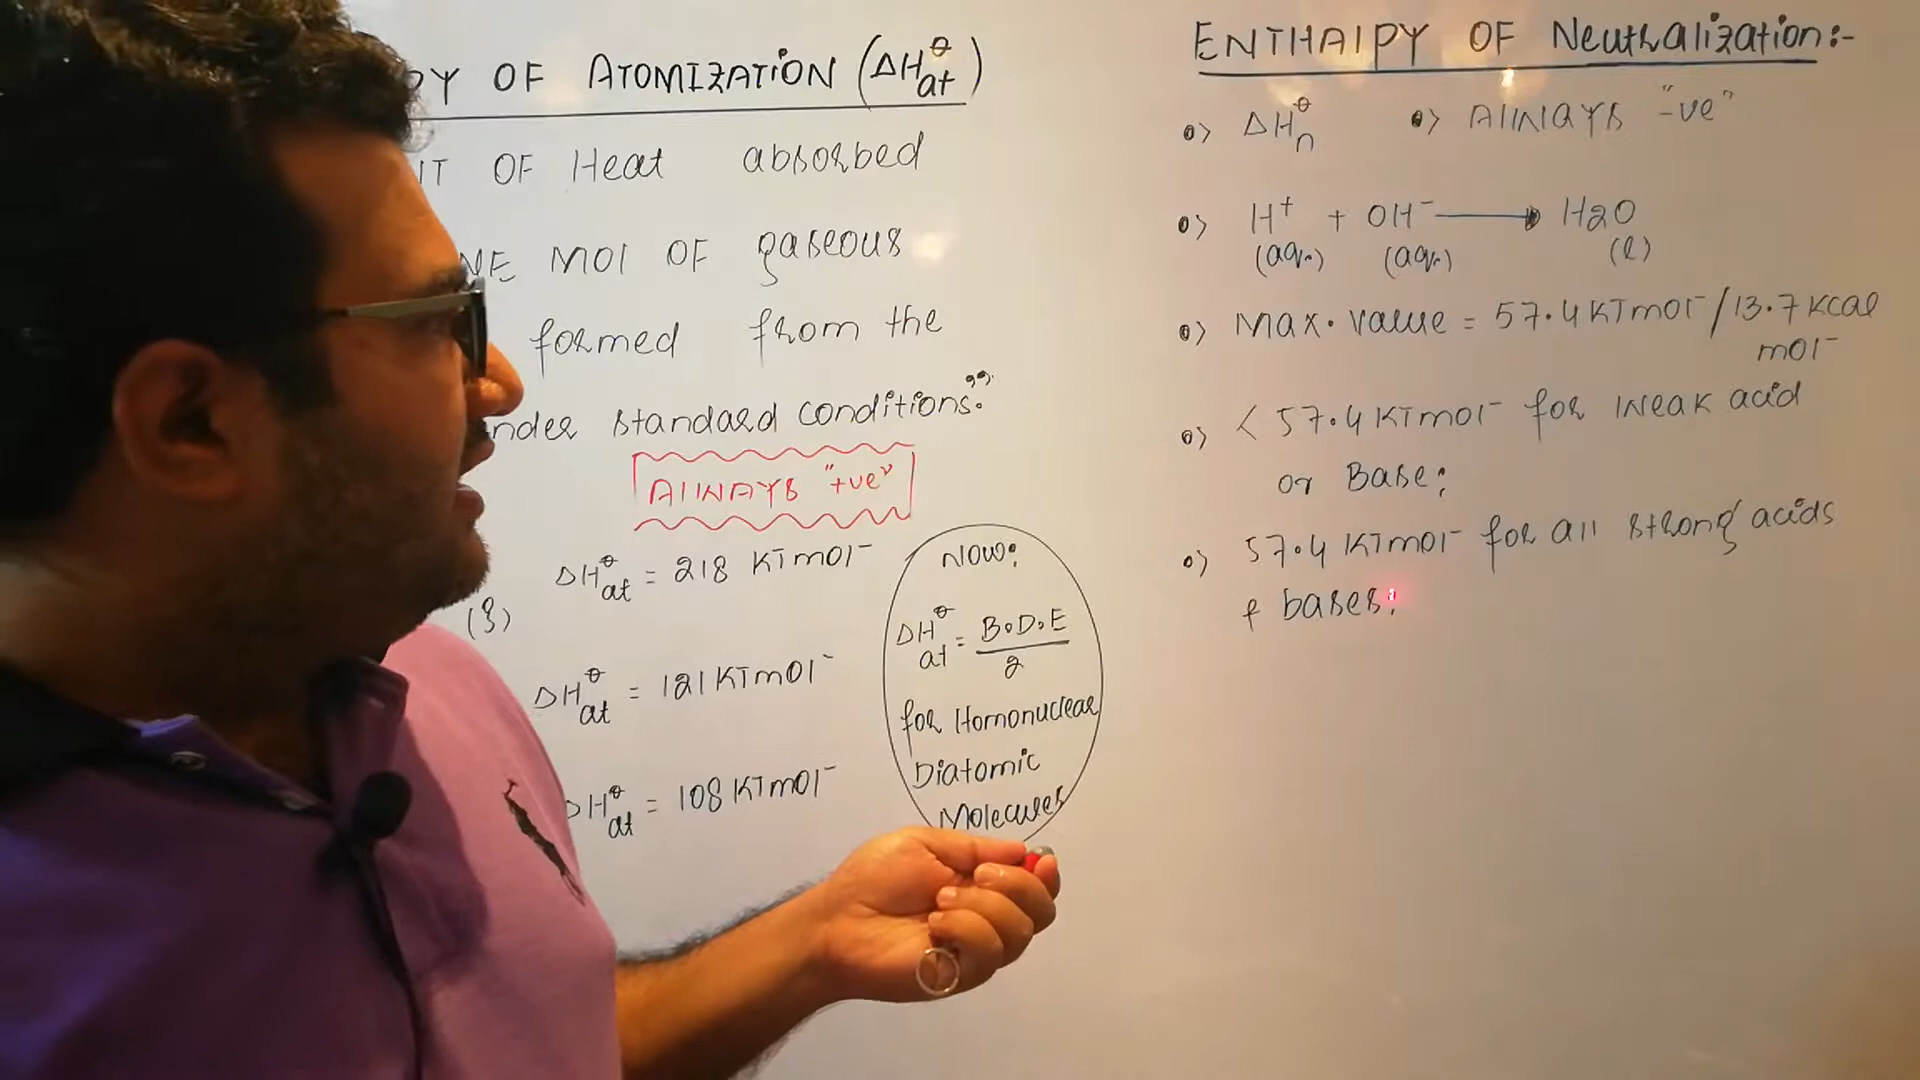 PY OF ATOMIZATION (ΔH⦵at)
IT OF Heat absorbed
NE MOl OF gaseous
formed from the
nder standard conditions."
AllWAYS "+ve"
ΔH⦵at = 218 KJmol⁻
(g)
ΔH⦵at = 121 KJmol⁻
ΔH⦵at = 108 KJmol⁻
NOW:
ΔH⦵at = B.D.E / 2
for Homonuclear
Diatomic
Molecules
ENTHAlPY OF Neutralization:-
ΔH⦵n AllWAYS "-ve"
H⁺ + OH⁻ → H2O
(aq.) (aq.) (l)
Max. value = 57.4 KJmol⁻ / 13.7 Kcal
mol⁻
< 57.4 KJmol⁻ for WEAK acid
or Base:
57.4 KJmol⁻ for all strong acids
& bases: